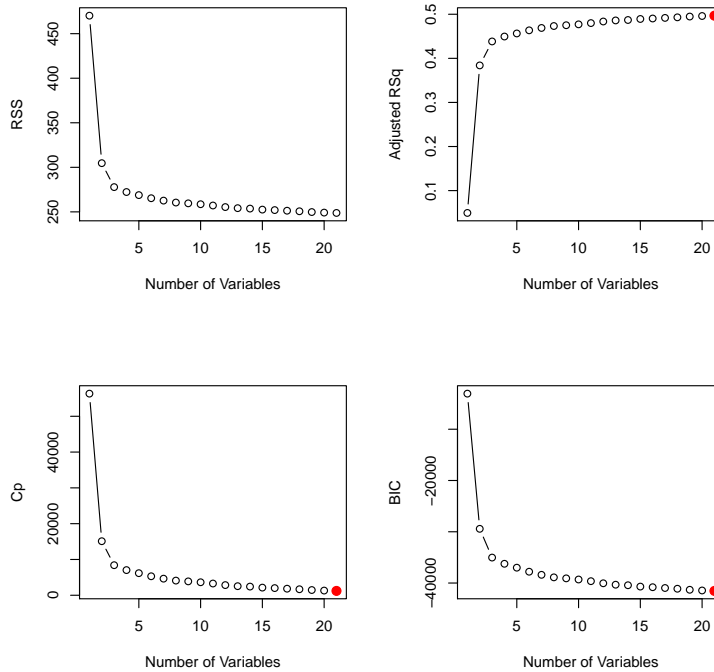 RSS
250 300 350 400 450
5 10 15 20
Number of Variables
Adjusted RSq
0.1 0.2 0.3 0.4 0.5
5 10 15 20
Number of Variables
Cp
0 20000 40000
5 10 15 20
Number of Variables
BIC
−40000 −20000
5 10 15 20
Number of Variables